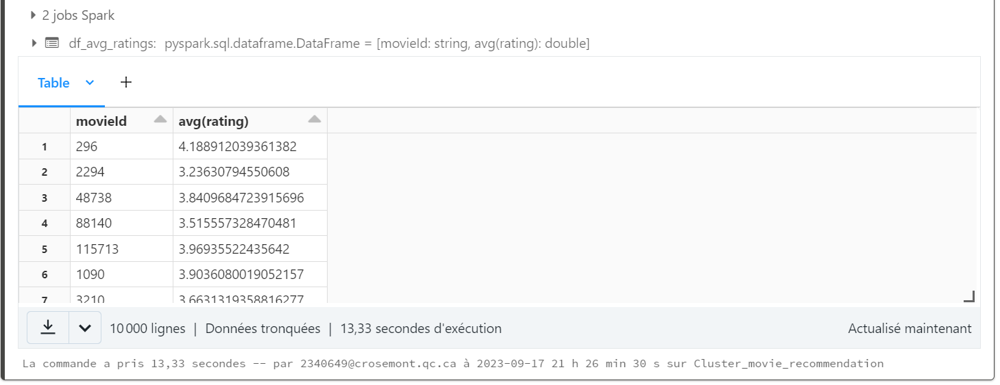 2 jobs Spark
df_avg_ratings: pyspark.sql.dataframe.DataFrame = [movieId: string, avg(rating): double]
Table +
movieId avg(rating)
1 296 4.188912039361382
2 2294 3.23630794550608
3 48738 3.8409684723915696
4 88140 3.515557328470481
5 115713 3.96935522435642
6 1090 3.9036080019052157
7 3210 3.6631319358816277
10 000 lignes | Données tronquées | 13,33 secondes d'exécution Actualisé maintenant
La commande a pris 13,33 secondes -- par 2340649@crosemont.qc.ca à 2023-09-17 21 h 26 min 30 s sur Cluster_movie_recommendation